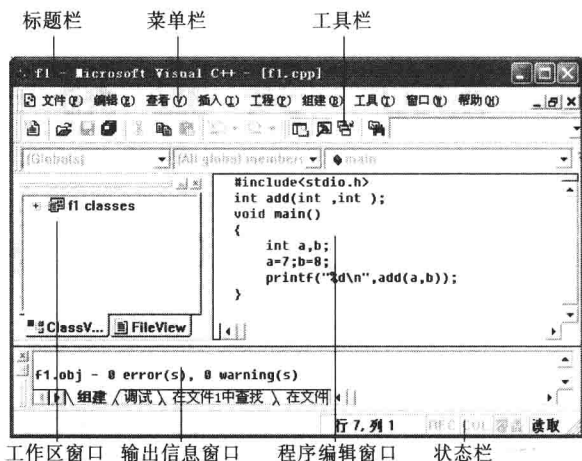 标题栏 菜单栏 工具栏
f1 - Microsoft Visual C++ - [f1.cpp]
文件(F) 编辑(E) 查看(V) 插入(I) 工程(P) 组建(B) 工具(T) 窗口(W) 帮助(H)
(Globals) (All global members main
f1 classes
ClassV... FileView
#include<stdio.h>
int add(int ,int );
void main()
{
int a,b;
a=7;b=8;
printf("%d\n",add(a,b));
}
f1.obj - 0 error(s), 0 warning(s)
组建 调试 在文件1中查找 在文件
行 7, 列 1 REC COL 覆盖 读取
工作区窗口 输出信息窗口 程序编辑窗口 状态栏